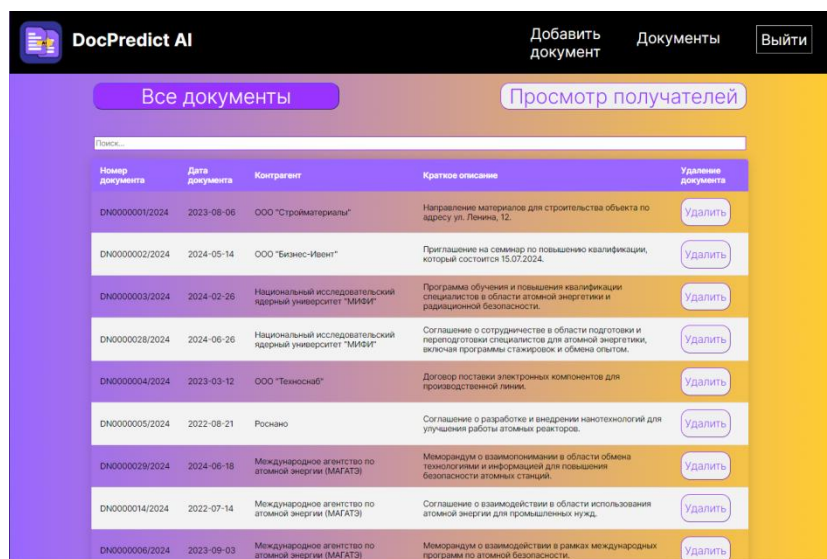 DocPredict AI
Добавить
документ
Документы
Выйти
Все документы
Просмотр получателей
Поиск...
Номер
документа
Дата
документа
Контрагент
Краткое описание
Удаление
документа
DN0000001/2024
2023-08-06
ООО "Стройматериалы"
Направление материалов для строительства объекта по
адресу ул. Ленина, 12.
Удалить
DN0000002/2024
2024-05-14
ООО "Бизнес-Ивент"
Приглашение на семинар по повышению квалификации,
который состоится 15.07.2024.
Удалить
DN0000003/2024
2024-02-26
Национальный исследовательский
ядерный университет "МИФИ"
Программа обучения и повышения квалификации
специалистов в области атомной энергетики и
радиационной безопасности.
Удалить
DN0000028/2024
2024-06-26
Национальный исследовательский
ядерный университет "МИФИ"
Соглашение о сотрудничестве в области подготовки и
переподготовки специалистов для атомной энергетики,
включая программы стажировок и обмена опытом.
Удалить
DN0000004/2024
2023-03-12
ООО "Техноснаб"
Договор поставки электронных компонентов для
производственной линии.
Удалить
DN0000005/2024
2022-08-21
Роснано
Соглашение о разработке и внедрении нанотехнологий для
улучшения работы атомных реакторов.
Удалить
DN0000029/2024
2024-06-18
Международное агентство по
атомной энергии (МАГАТЭ)
Меморандум о взаимопонимании в области обмена
технологиями и информацией для повышения
безопасности атомных станций.
Удалить
DN0000014/2024
2022-07-14
Международное агентство по
атомной энергии (МАГАТЭ)
Соглашение о взаимодействии в области использования
атомной энергии для промышленных нужд.
Удалить
DN0000006/2024
2023-09-03
Международное агентство по
атомной энергии (МАГАТЭ)
Меморандум о взаимодействии в рамках международных
программ по атомной безопасности.
Удалить